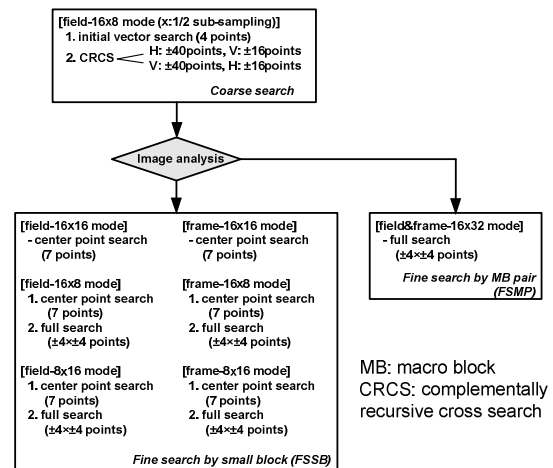 [field-16x8 mode (x:1/2 sub-sampling)]
1. initial vector search (4 points)
2. CRCS
H: ±40points, V: ±16points
V: ±40points, H: ±16points
Coarse search
Image analysis
[field-16x16 mode]
- center point search
(7 points)
[frame-16x16 mode]
- center point search
(7 points)
[field-16x8 mode]
1. center point search
(7 points)
2. full search
(±4×±4 points)
[frame-16x8 mode]
1. center point search
(7 points)
2. full search
(±4×±4 points)
[field-8x16 mode]
1. center point search
(7 points)
2. full search
(±4×±4 points)
[frame-8x16 mode]
1. center point search
(7 points)
2. full search
(±4×±4 points)
Fine search by small block (FSSB)
[field&frame-16x32 mode]
- full search
(±4×±4 points)
Fine search by MB pair
(FSMP)
MB: macro block
CRCS: complementally
recursive cross search